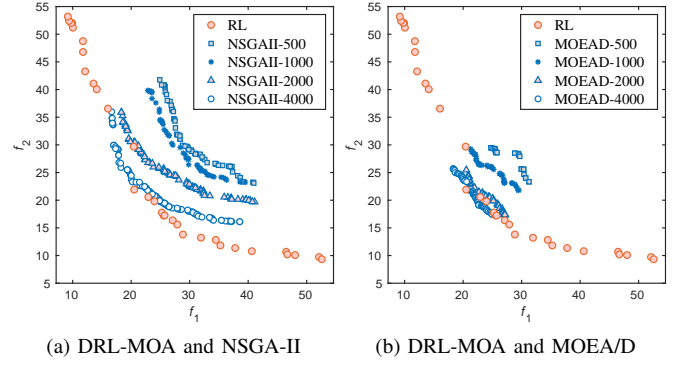 55
50
45
40
35
30
25
20
15
10
5
f2
10 20 30 40 50
f1
RL
NSGAII-500
NSGAII-1000
NSGAII-2000
NSGAII-4000
(a) DRL-MOA and NSGA-II
55
50
45
40
35
30
25
20
15
10
5
f2
10 20 30 40 50
f1
RL
MOEAD-500
MOEAD-1000
MOEAD-2000
MOEAD-4000
(b) DRL-MOA and MOEA/D